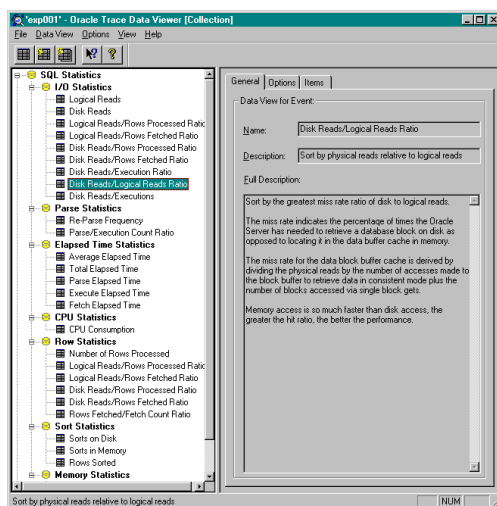 'exp001' - Oracle Trace Data Viewer [Collection]
File Data View Options View Help
SQL Statistics
I/O Statistics
Logical Reads
Disk Reads
Logical Reads/Rows Processed Ratic
Logical Reads/Rows Fetched Ratio
Disk Reads/Rows Processed Ratio
Disk Reads/Rows Fetched Ratio
Disk Reads/Execution Ratio
Disk Reads/Logical Reads Ratio
Disk Reads/Executions
Parse Statistics
Re-Parse Frequency
Parse/Execution Count Ratio
Elapsed Time Statistics
Average Elapsed Time
Total Elapsed Time
Parse Elapsed Time
Execute Elapsed Time
Fetch Elapsed Time
CPU Statistics
CPU Consumption
Row Statistics
Number of Rows Processed
Logical Reads/Rows Processed Ratic
Logical Reads/Rows Fetched Ratio
Disk Reads/Rows Processed Ratio
Disk Reads/Rows Fetched Ratio
Rows Fetched/Fetch Count Ratio
Sort Statistics
Sorts on Disk
Sorts in Memory
Rows Sorted
Memory Statistics
General Options Items
Data View for Event:
Name: Disk Reads/Logical Reads Ratio
Description: Sort by physical reads relative to logical reads
Full Description:
Sort by the greatest miss rate ratio of disk to logical reads.
The miss rate indicates the percentage of times the Oracle
Server has needed to retrieve a database block on disk as
opposed to locating it in the data buffer cache in memory.
The miss rate for the data block buffer cache is derived by
dividing the physical reads by the number of accesses made to
the block buffer to retrieve data in consistent mode plus the
number of blocks accessed via single block gets.
Memory access is so much faster than disk access, the
greater the hit ratio, the better the performance.
Sort by physical reads relative to logical reads
NUM